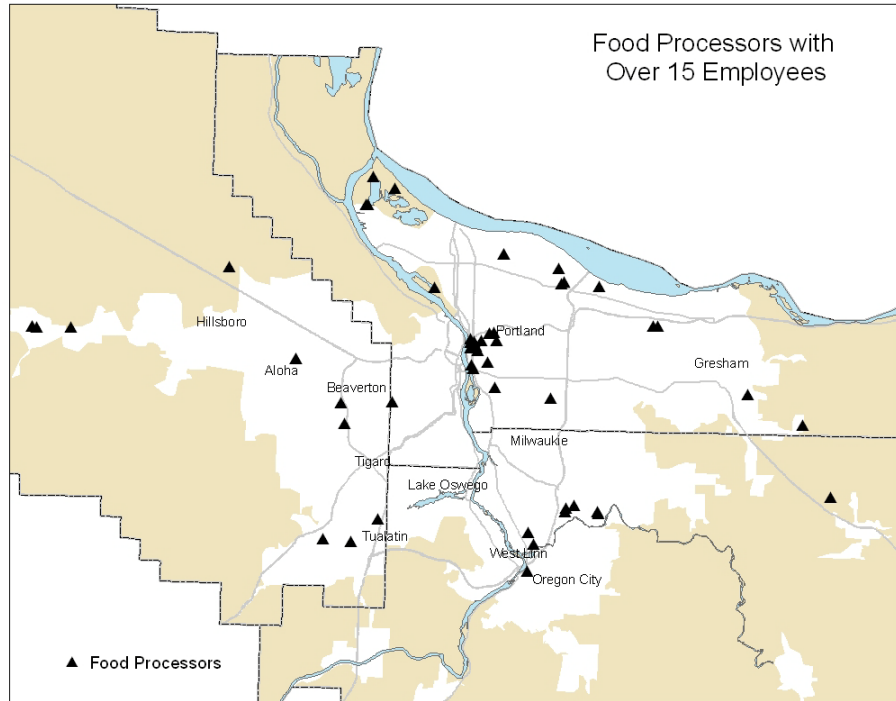 Food Processors with
Over 15 Employees
Hillsboro
Portland
Aloha
Gresham
Beaverton
Milwaukie
Tigard
Lake Oswego
Tualatin
West Linn
Oregon City
Food Processors